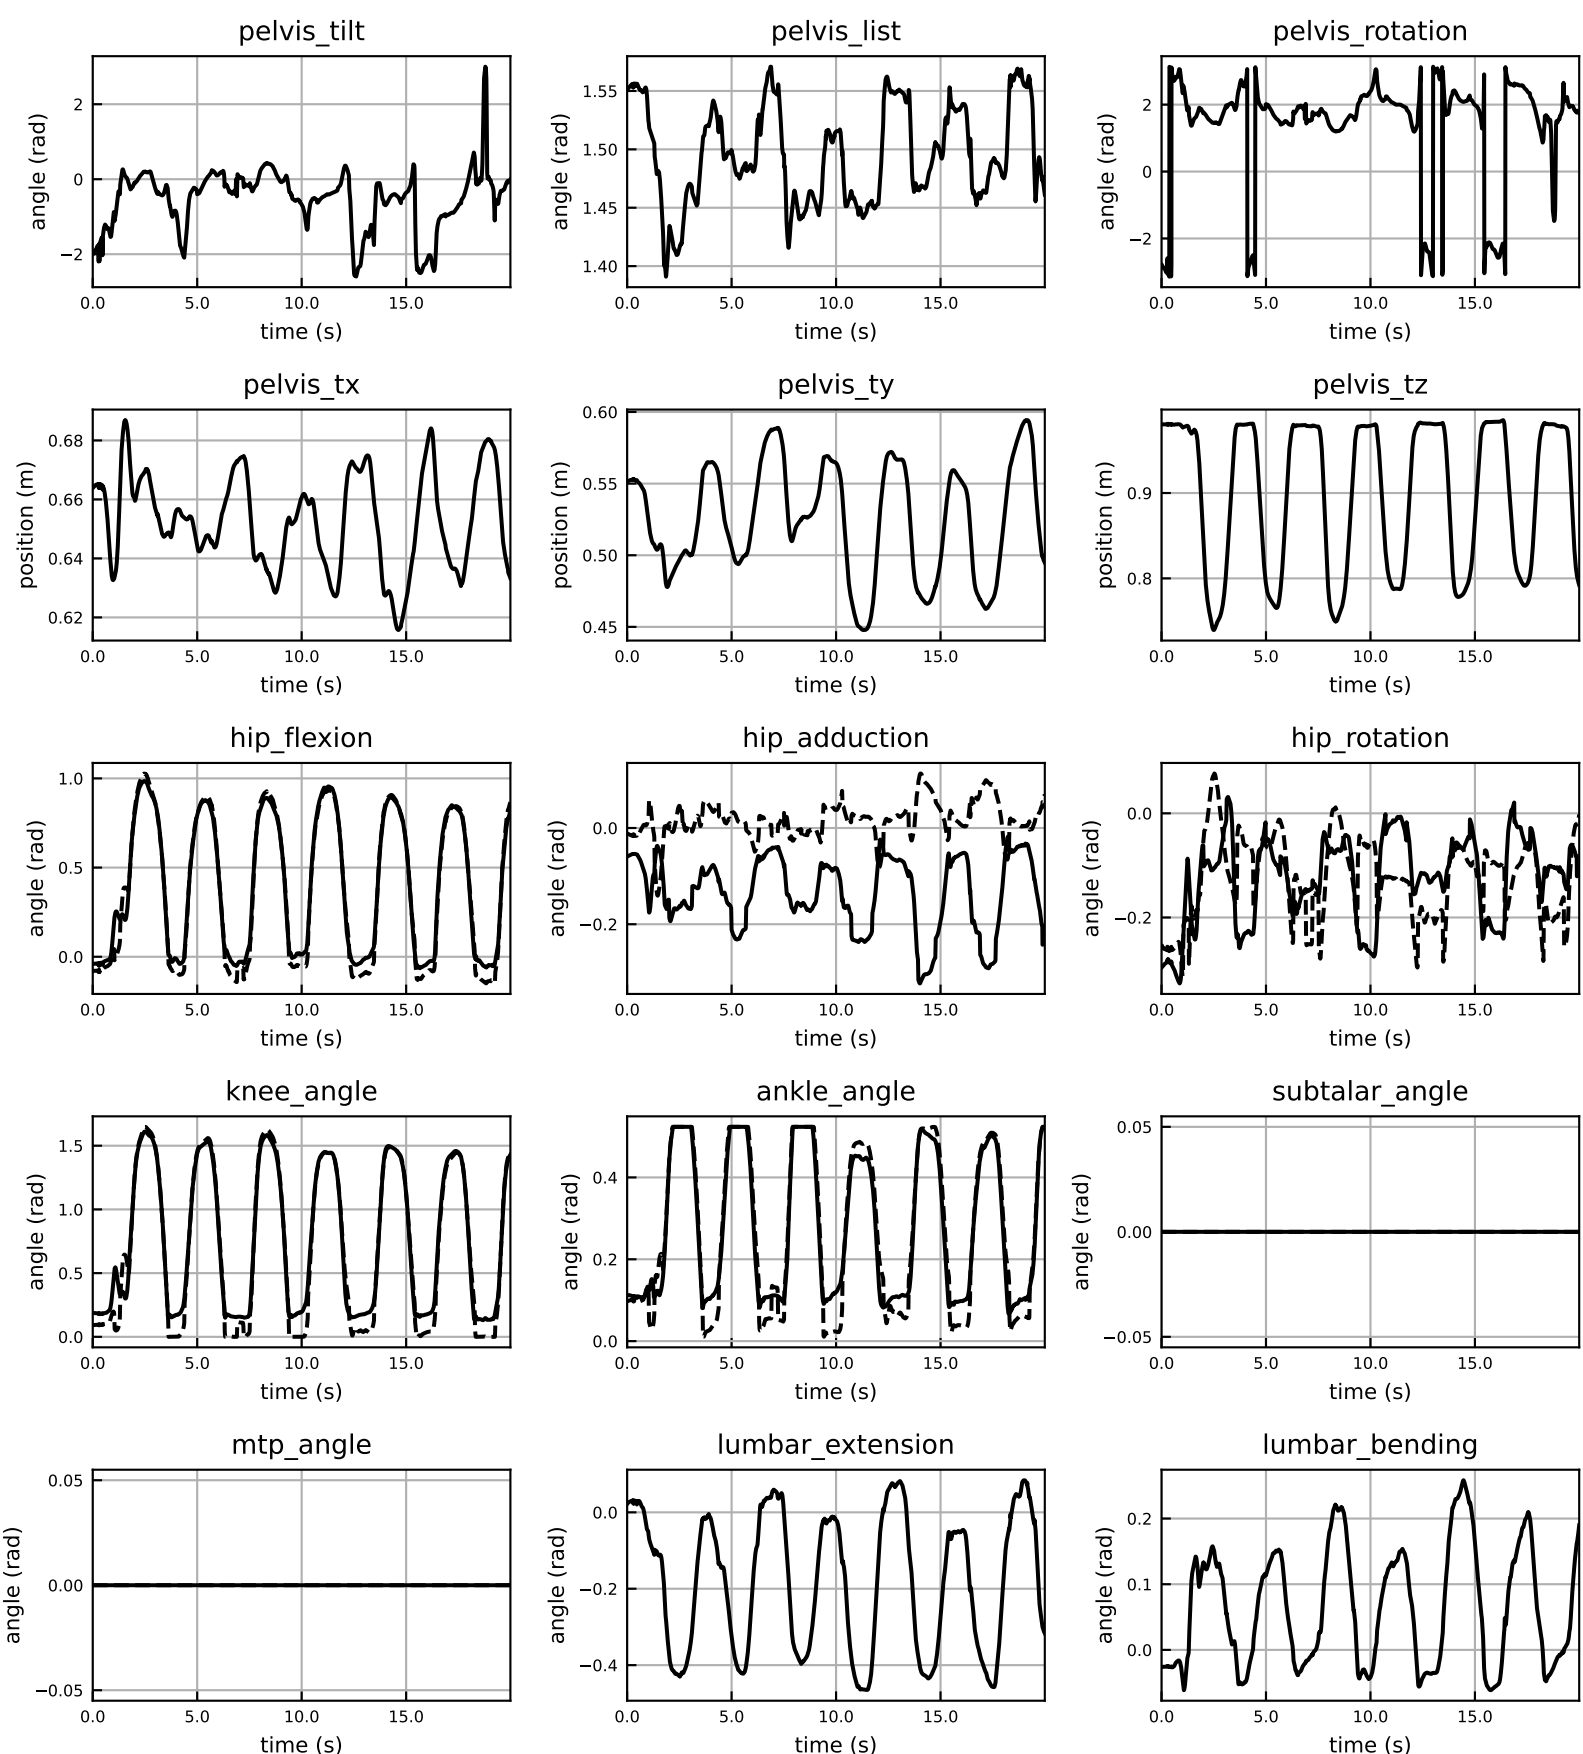 pelvis_tilt
angle (rad)
2
0
−2
0.0 5.0 10.0 15.0
time (s)
pelvis_list
angle (rad)
1.55
1.50
1.45
1.40
0.0 5.0 10.0 15.0
time (s)
pelvis_rotation
angle (rad)
2
0
−2
0.0 5.0 10.0 15.0
time (s)
pelvis_tx
position (m)
0.68
0.66
0.64
0.62
0.0 5.0 10.0 15.0
time (s)
pelvis_ty
position (m)
0.60
0.55
0.50
0.45
0.0 5.0 10.0 15.0
time (s)
pelvis_tz
position (m)
0.9
0.8
0.0 5.0 10.0 15.0
time (s)
hip_flexion
angle (rad)
1.0
0.5
0.0
0.0 5.0 10.0 15.0
time (s)
hip_adduction
angle (rad)
0.0
−0.2
0.0 5.0 10.0 15.0
time (s)
hip_rotation
angle (rad)
0.0
−0.2
0.0 5.0 10.0 15.0
time (s)
knee_angle
angle (rad)
1.5
1.0
0.5
0.0
0.0 5.0 10.0 15.0
time (s)
ankle_angle
angle (rad)
0.4
0.2
0.0
0.0 5.0 10.0 15.0
time (s)
subtalar_angle
angle (rad)
0.05
0.00
−0.05
0.0 5.0 10.0 15.0
time (s)
mtp_angle
angle (rad)
0.05
0.00
−0.05
0.0 5.0 10.0 15.0
time (s)
lumbar_extension
angle (rad)
0.0
−0.2
−0.4
0.0 5.0 10.0 15.0
time (s)
lumbar_bending
angle (rad)
0.2
0.1
0.0
0.0 5.0 10.0 15.0
time (s)